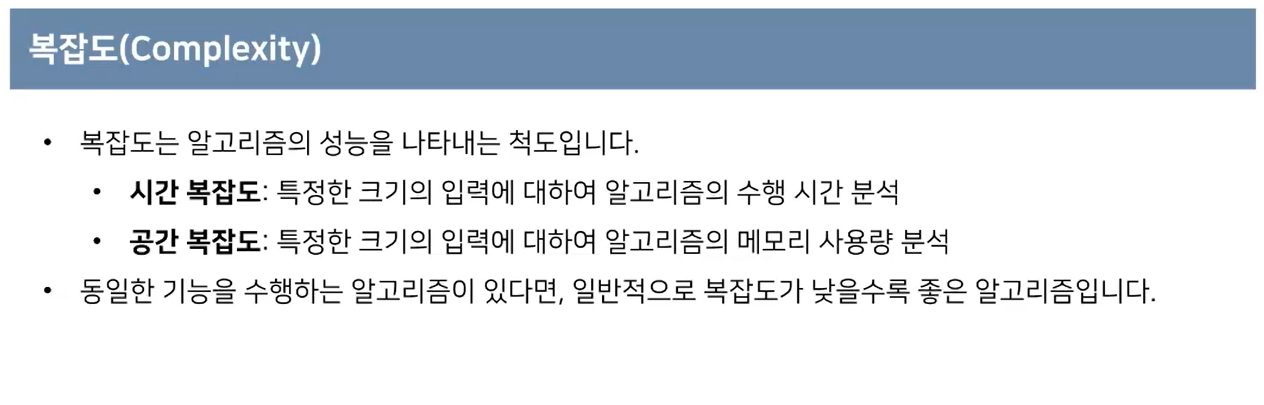 복잡도(Complexity)
• 복잡도는 알고리즘의 성능을 나타내는 척도입니다.
• 시간 복잡도: 특정한 크기의 입력에 대하여 알고리즘의 수행 시간 분석
• 공간 복잡도: 특정한 크기의 입력에 대하여 알고리즘의 메모리 사용량 분석
• 동일한 기능을 수행하는 알고리즘이 있다면, 일반적으로 복잡도가 낮을수록 좋은 알고리즘입니다.